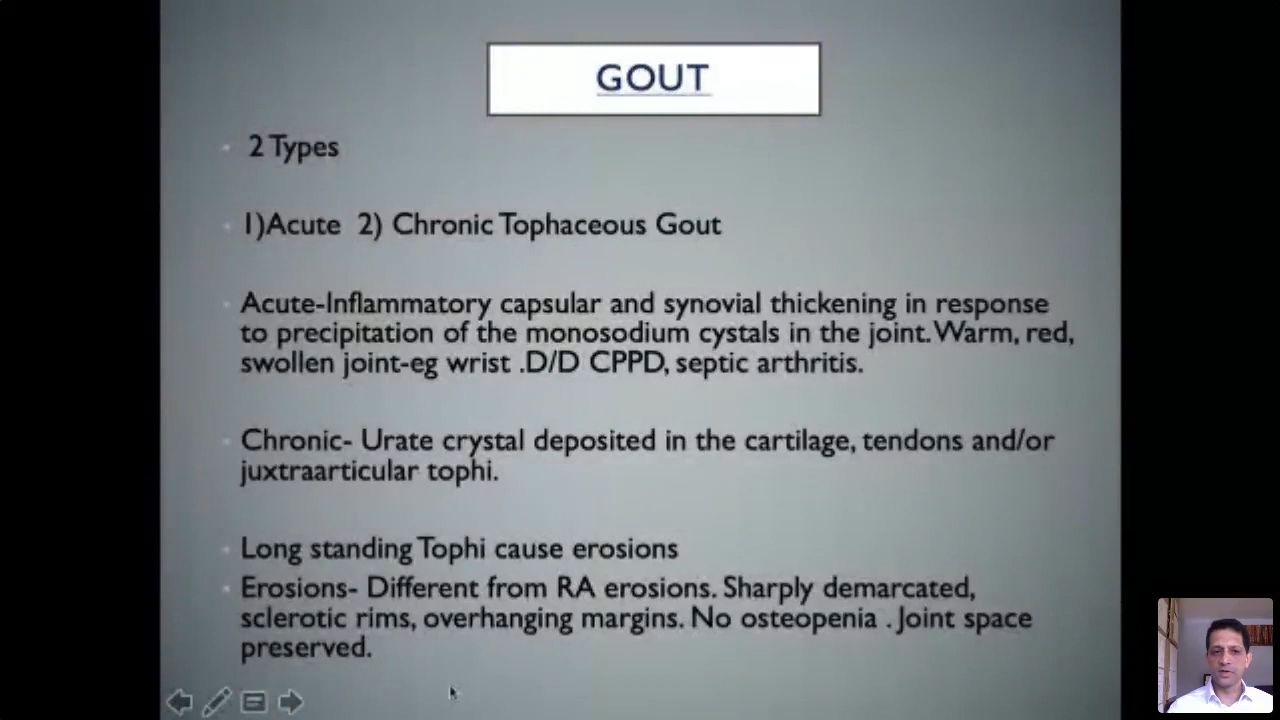 GOUT
2 Types
1)Acute 2) Chronic Tophaceous Gout
Acute-Inflammatory capsular and synovial thickening in response
to precipitation of the monosodium cystals in the joint. Warm, red,
swollen joint-eg wrist .D/D CPPD, septic arthritis.
Chronic- Urate crystal deposited in the cartilage, tendons and/or
juxtraarticular tophi.
Long standing Tophi cause erosions
Erosions- Different from RA erosions. Sharply demarcated,
sclerotic rims, overhanging margins. No osteopenia . Joint space
preserved.